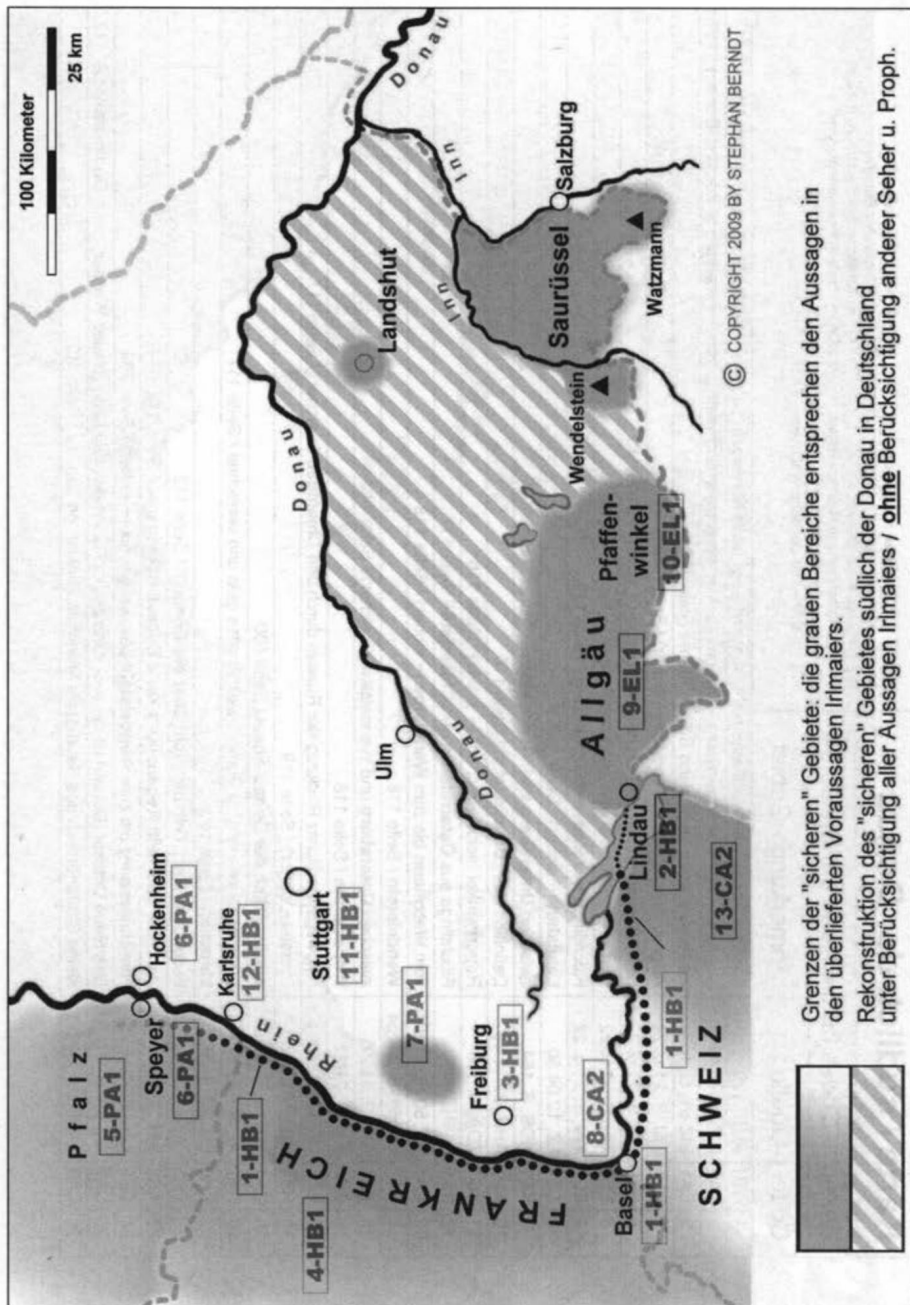 100 Kilometer
25 km
Donau
Donau
Donau
Inn
Inn
Salzburg
Saurüssel
Watzmann
Landshut
Wendelstein
Pfaffen-
winkel
10-EL1
Allgäu
9-EL1
Ulm
Lindau
2-HB1
13-CA2
Hockenheim
6-PA1
Pfalz
5-PA1
Speyer
6-PA1
Karlsruhe
12-HB1
Stuttgart
11-HB1
Rhein
1-HB1
7-PA1
Freiburg
3-HB1
8-CA2
FRANKREICH
4-HB1
Basel
1-HB1
1-HB1
SCHWEIZ
© COPYRIGHT 2009 BY STEPHAN BERNDT
Grenzen der "sicheren" Gebiete: die grauen Bereiche entsprechen den Aussagen in
den überlieferten Voraussagen Irlmaiers.
Rekonstruktion des "sicheren" Gebietes südlich der Donau in Deutschland
unter Berücksichtigung aller Aussagen Irlmaiers / ohne Berücksichtigung anderer Seher u. Proph.